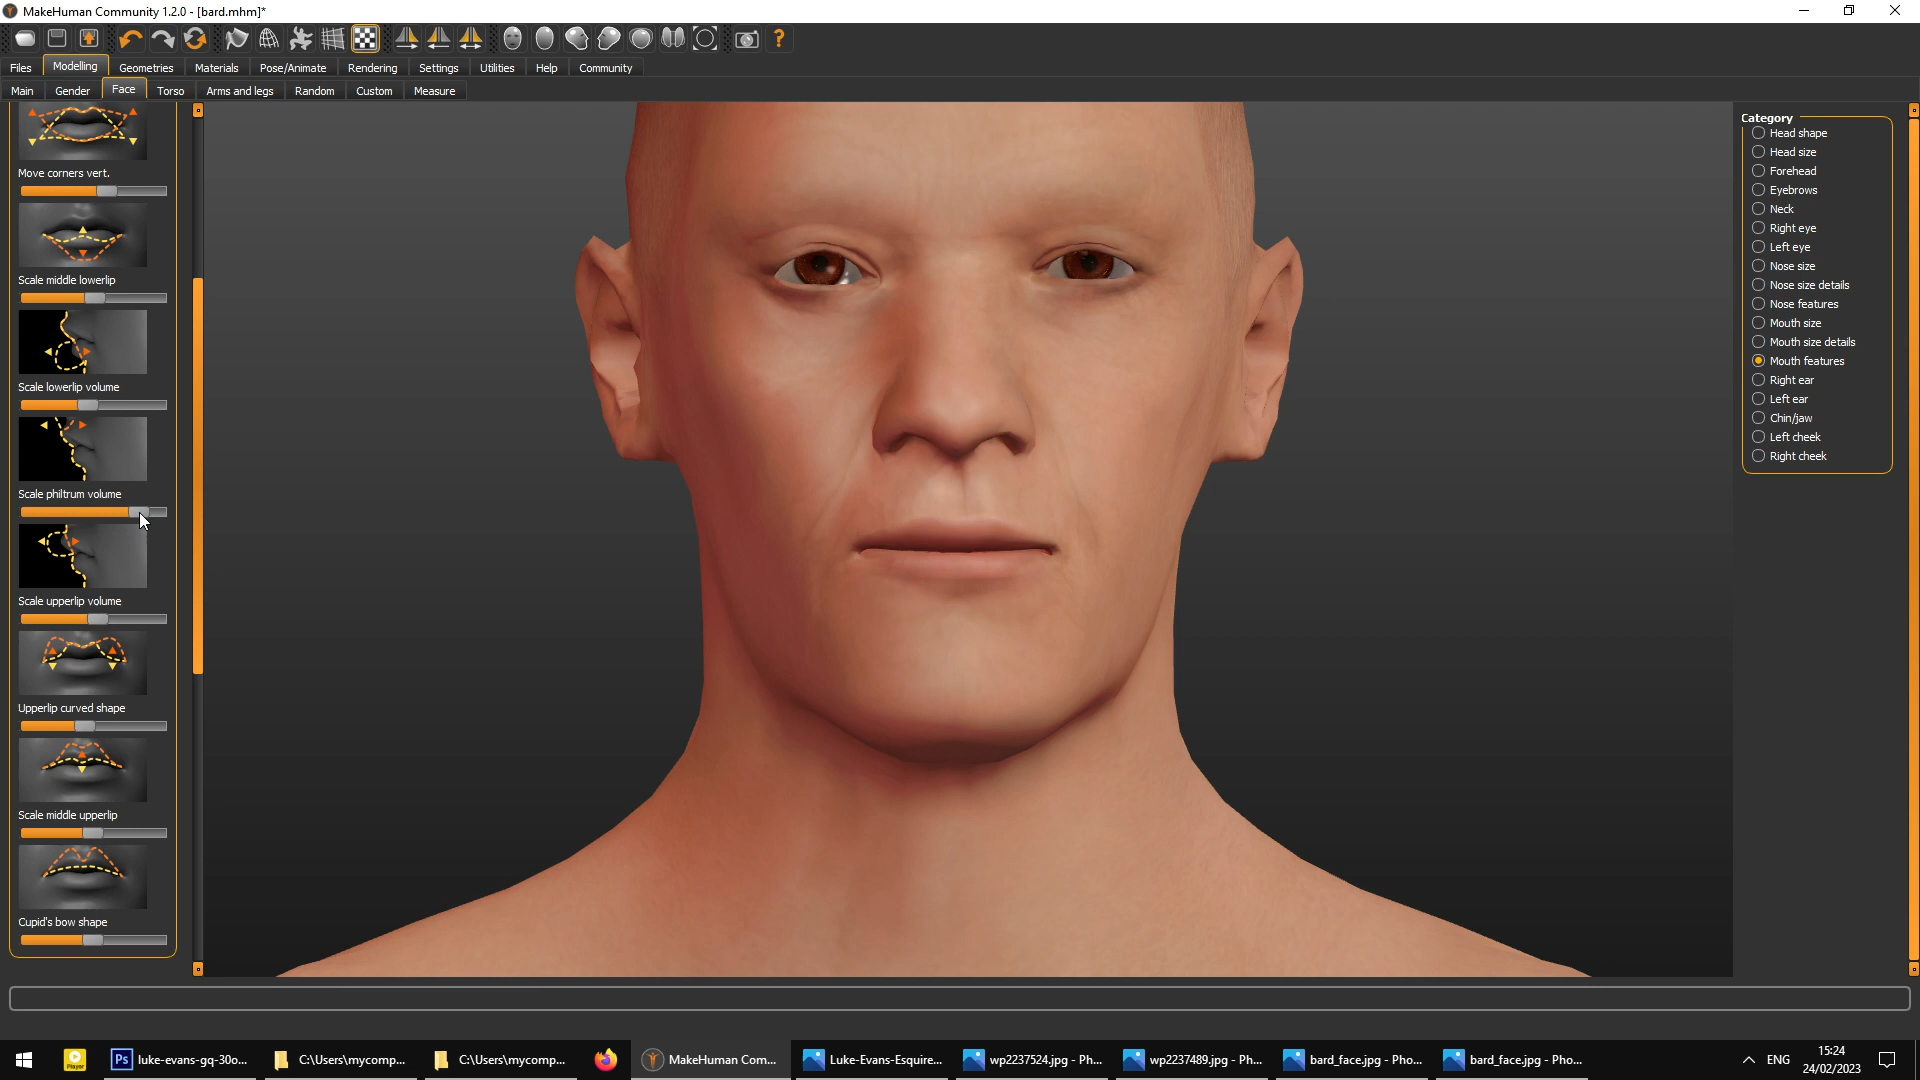 MakeHuman Community 1.2.0 - [bard.mhm]*
Files
Modelling
Geometries
Materials
Pose/Animate
Rendering
Settings
Utilities
Help
Community
Main
Gender
Face
Torso
Arms and legs
Random
Custom
Measure
Move corners vert.
Scale middle lowerlip
Scale lowerlip volume
Scale philtrum volume
Scale upperlip volume
Upperlip curved shape
Scale middle upperlip
Cupid's bow shape
Category
Head shape
Head size
Forehead
Eyebrows
Neck
Right eye
Left eye
Nose size
Nose size details
Nose features
Mouth size
Mouth size details
Mouth features
Right ear
Left ear
Chin/jaw
Left cheek
Right cheek
Player
Ps
luke-evans-gq-30o...
C:\Users\mycomp...
C:\Users\mycomp...
MakeHuman Com...
Luke-Evans-Esquire...
wp2237524.jpg - Ph...
wp2237489.jpg - Ph...
bard_face.jpg - Pho...
bard_face.jpg - Pho...
ENG
15:24
24/02/2023